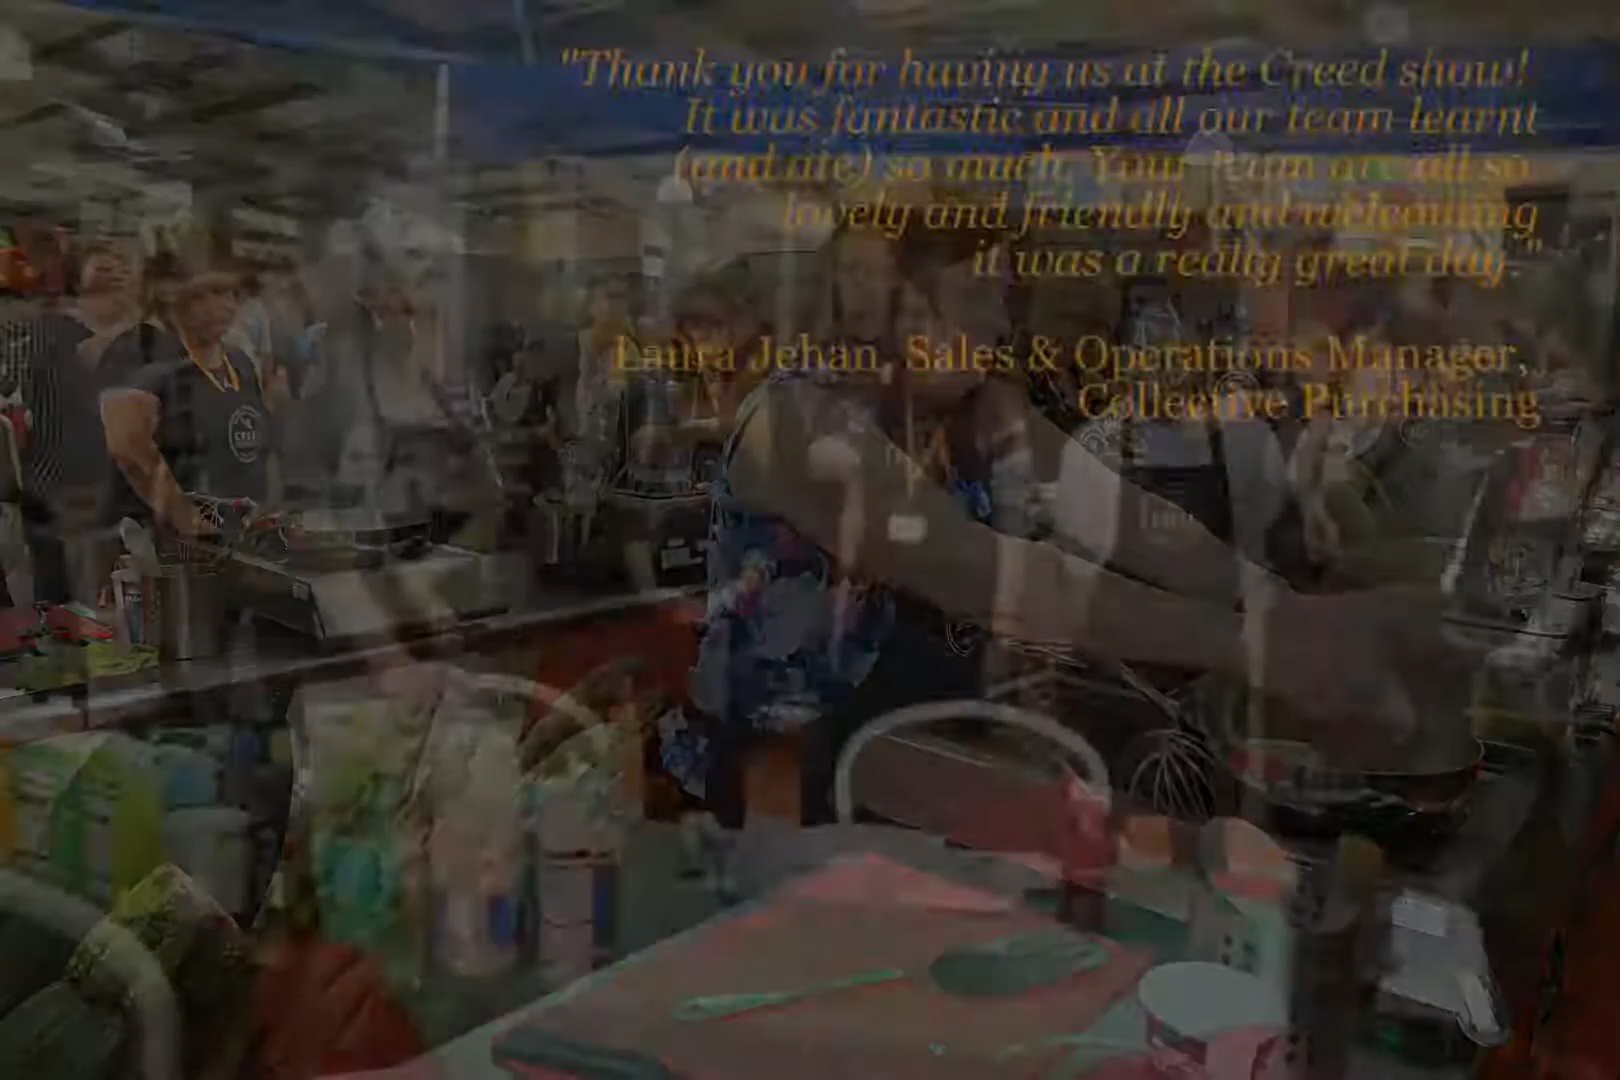 "Thank you for having us at the Creed show!
It was fantastic and all our team learnt
(and ate) so much. Your team are all so
lovely and friendly and welcoming
it was a really great day."
Laura Jehan, Sales & Operations Manager,
Collective Purchasing
CREED